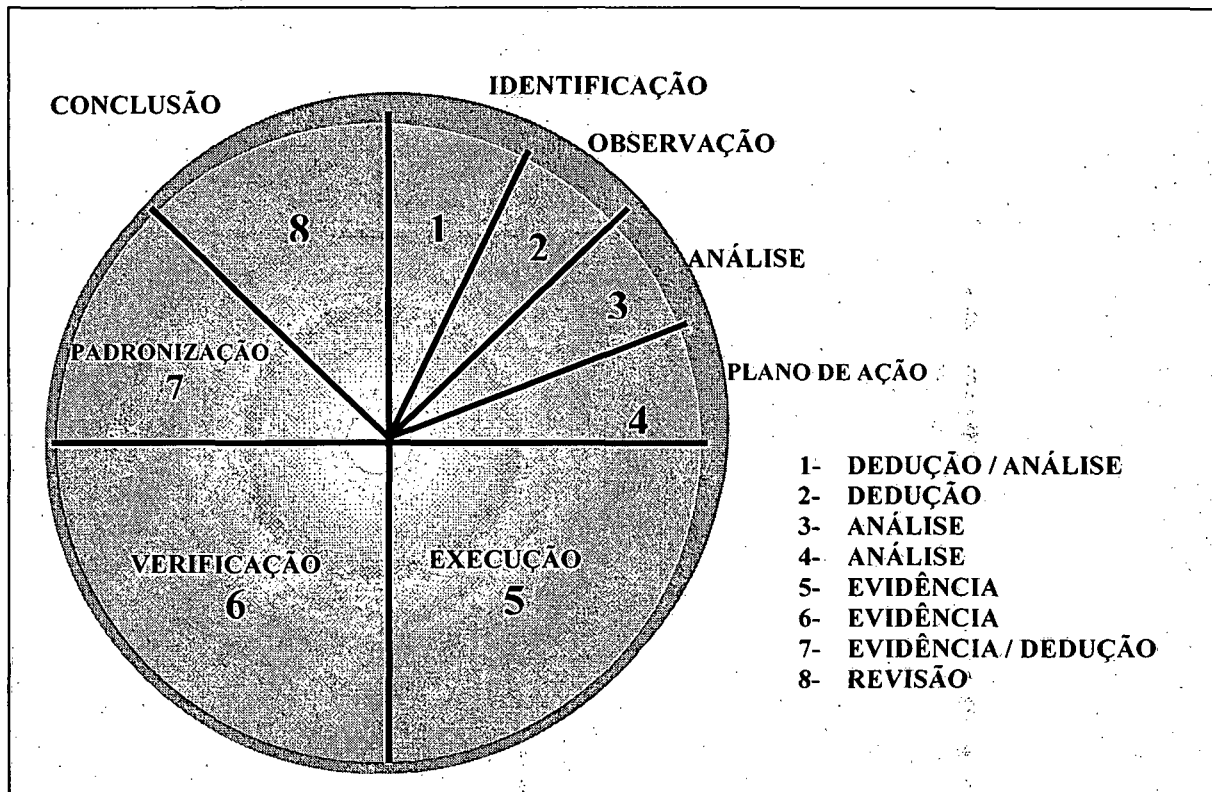 IDENTIFICAÇÃO
CONCLUSÃO
OBSERVAÇÃO
8
1
2
ANÁLISE
3
PADRONIZAÇÃO
7
PLANO DE AÇÃO
4
1- DEDUÇÃO / ANÁLISE
2- DEDUÇÃO
3- ANÁLISE
4- ANÁLISE
5- EVIDÊNCIA
6- EVIDÊNCIA
7- EVIDÊNCIA / DEDUÇÃO
8- REVISÃO
VERIFICAÇÃO
6
EXECUÇÃO
5